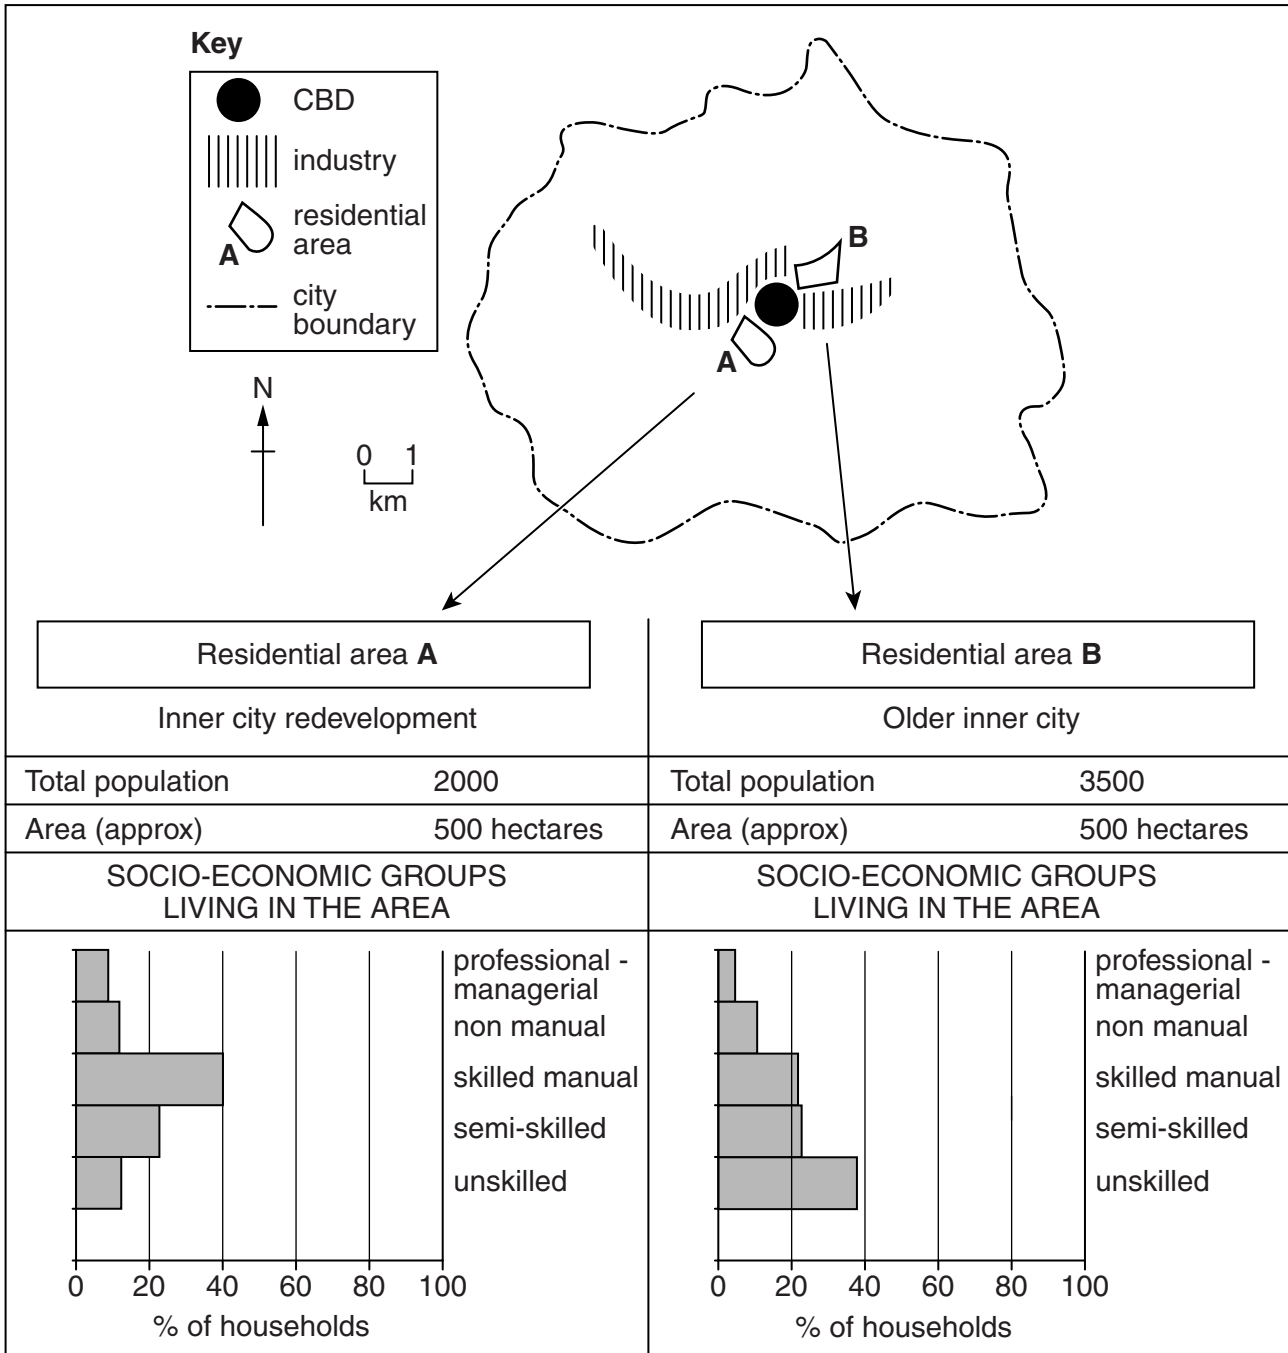 Key
CBD
industry
residential
area
A
city
boundary
N
0 1
km
B
A
Residential area A
Residential area B
Inner city redevelopment
Older inner city
Total population 2000
Total population 3500
Area (approx) 500 hectares
Area (approx) 500 hectares
SOCIO-ECONOMIC GROUPS
LIVING IN THE AREA
SOCIO-ECONOMIC GROUPS
LIVING IN THE AREA
professional -
managerial
non manual
skilled manual
semi-skilled
unskilled
0 20 40 60 80 100
% of households
professional -
managerial
non manual
skilled manual
semi-skilled
unskilled
0 20 40 60 80 100
% of households